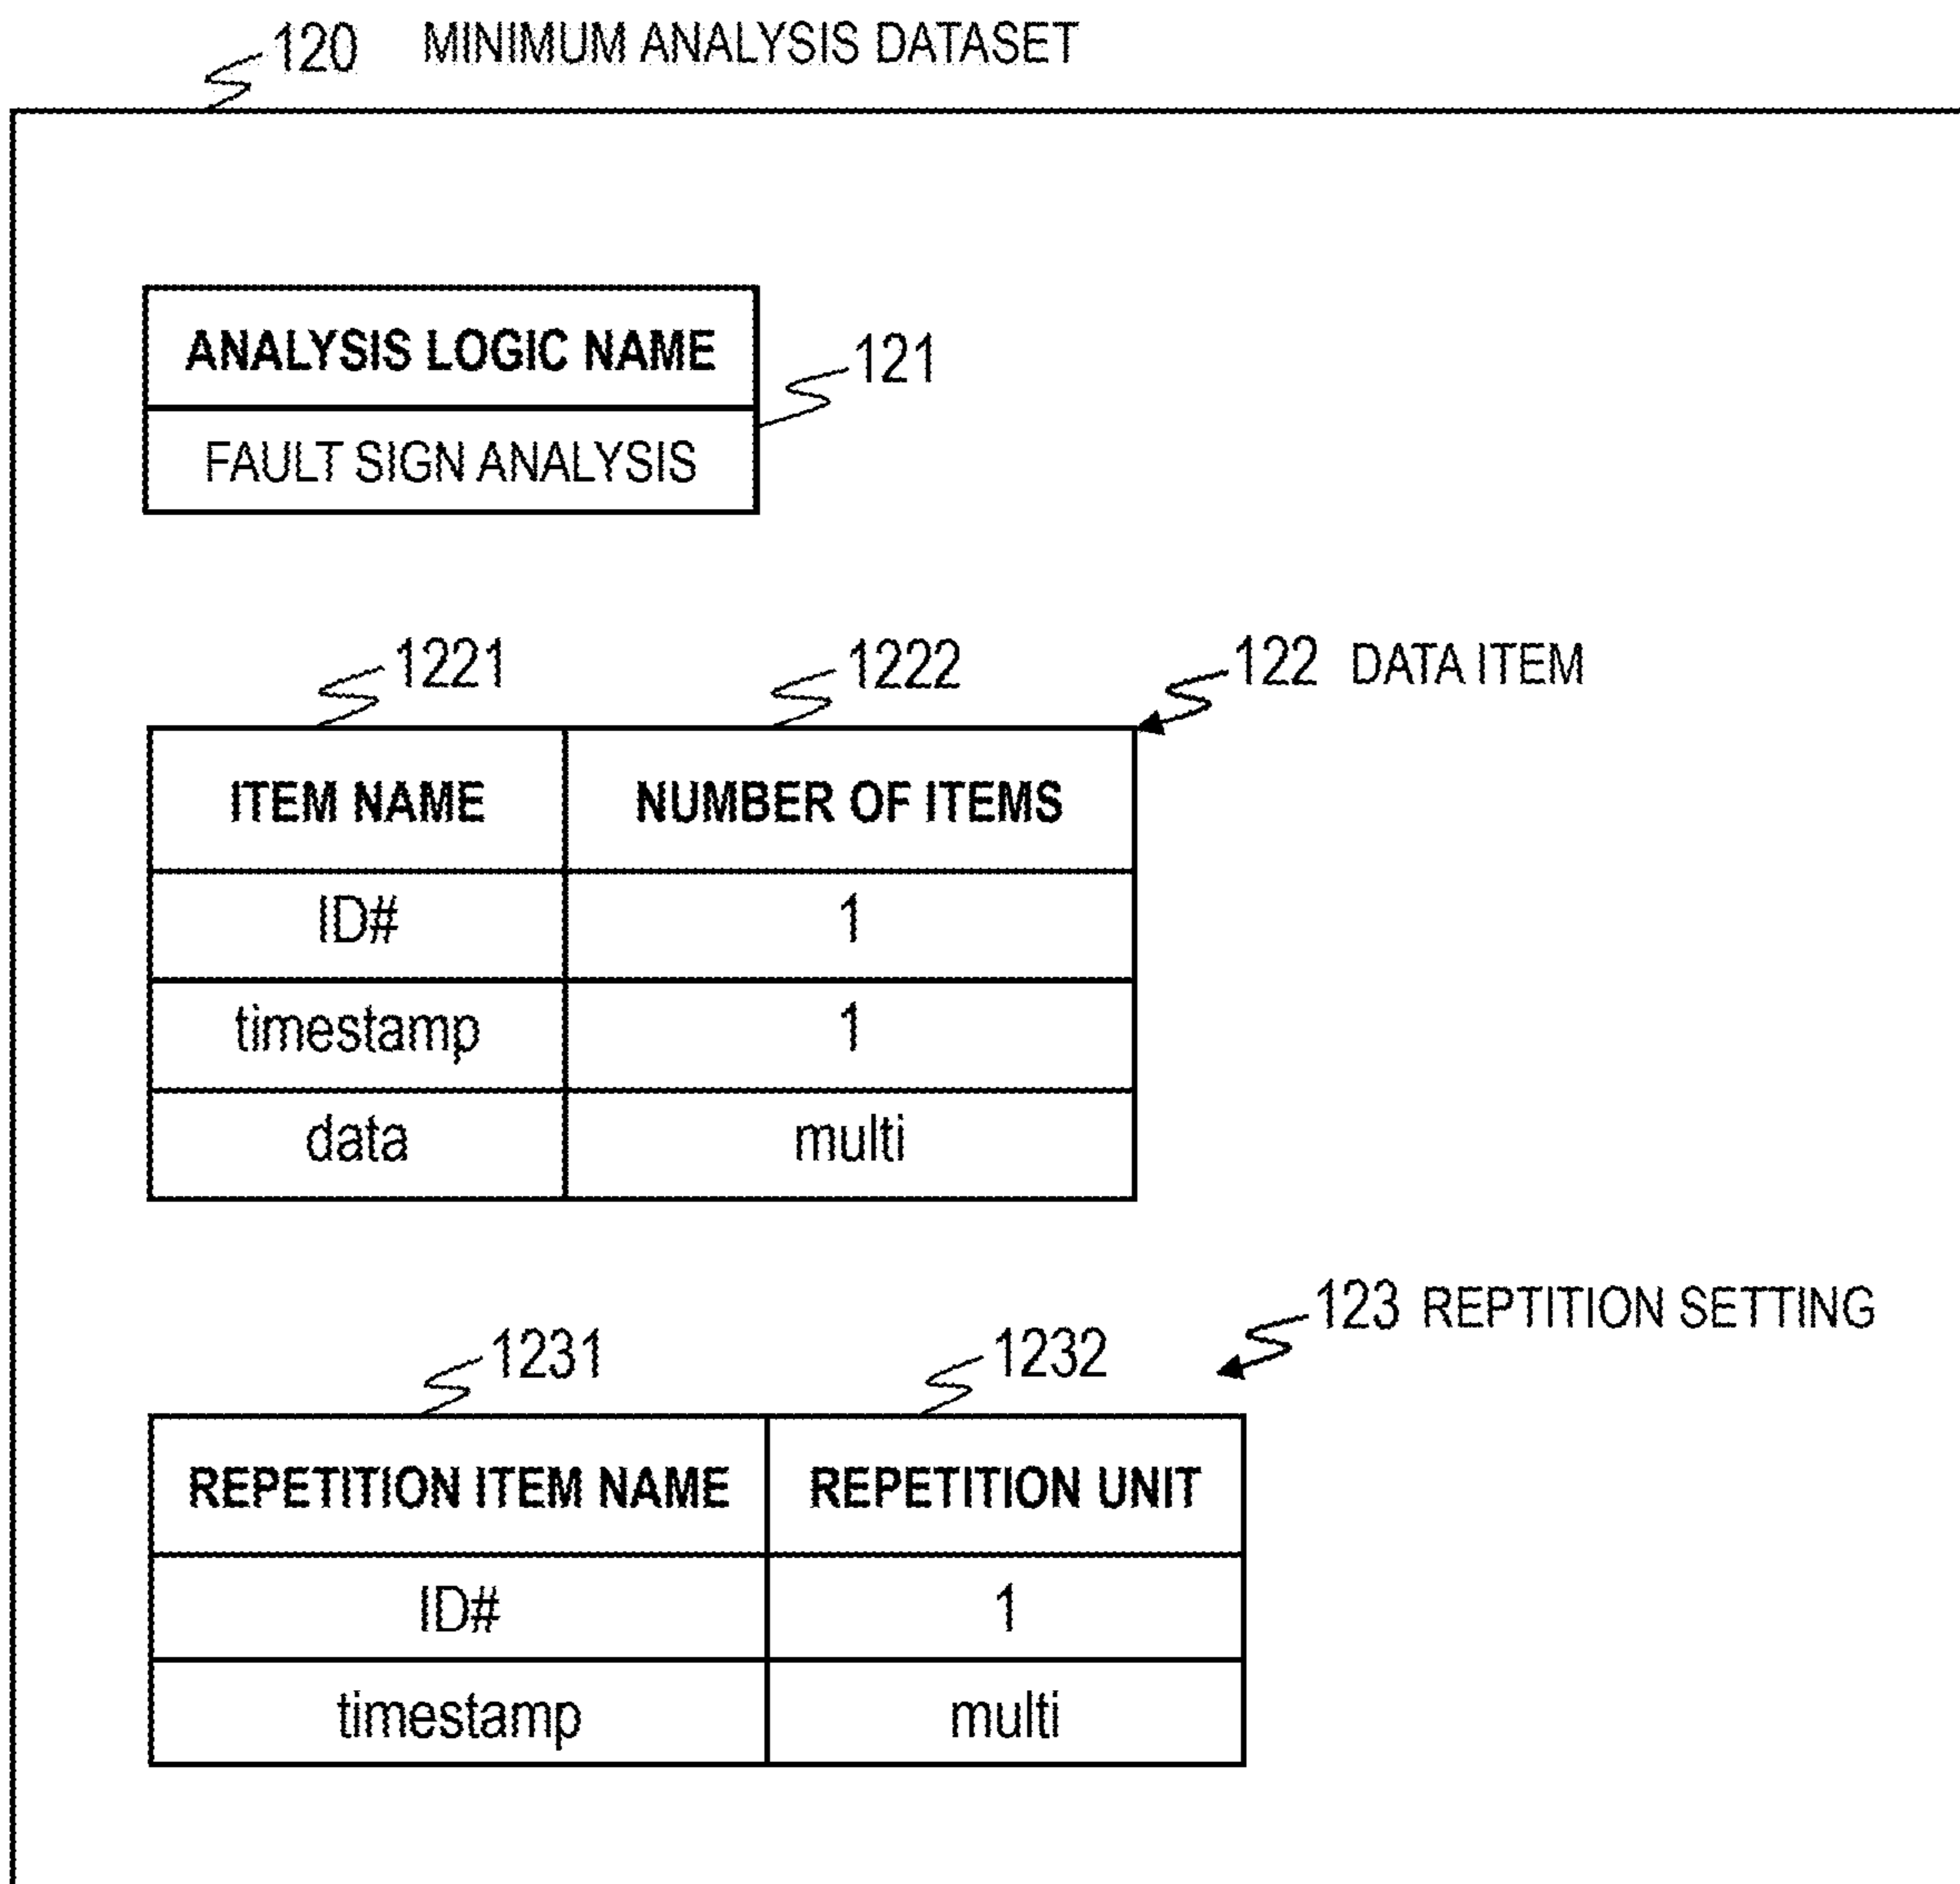 120 MINIMUM ANALYSIS DATASET
ANALYSIS LOGIC NAME
121
FAULT SIGN ANALYSIS
1221 1222 122 DATA ITEM
ITEM NAME NUMBER OF ITEMS
ID# 1
timestamp 1
data multi
123 REPTITION SETTING
1231 1232
REPETITION ITEM NAME REPETITION UNIT
ID# 1
timestamp multi